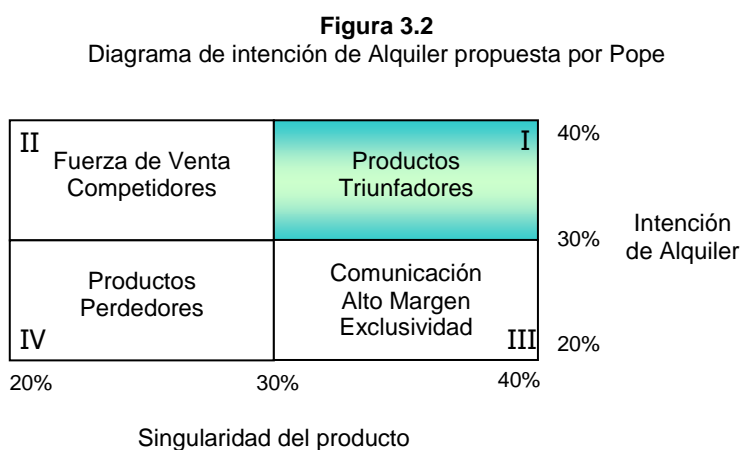 Figura 3.2
Diagrama de intención de Alquiler propuesta por Pope
II
Fuerza de Venta
Competidores
I
Productos
Triunfadores
40%
30%
Intención
de Alquiler
Productos
Perdedores
IV
Comunicación
Alto Margen
Exclusividad
III
20%
20%
30%
40%
Singularidad del producto